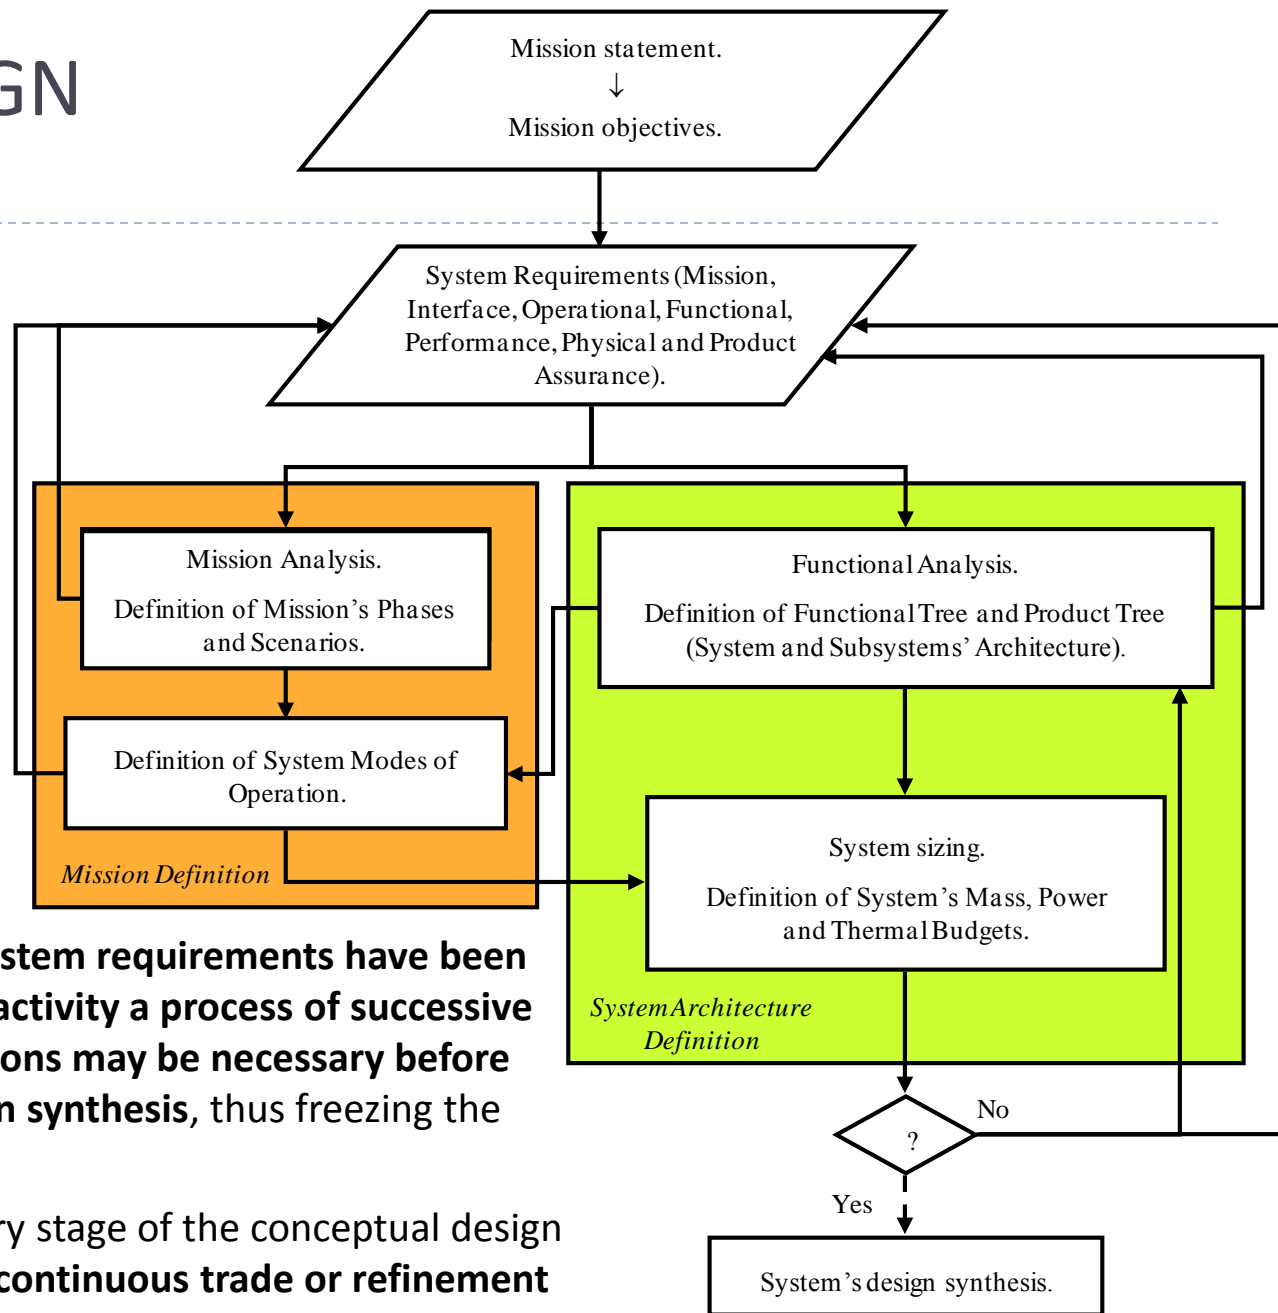 GN
Mission statement.
↓
Mission objectives.
System Requirements (Mission,
Interface, Operational, Functional,
Performance, Physical and Product
Assurance).
Mission Analysis.
Definition of Mission’s Phases
and Scenarios.
Functional Analysis.
Definition of Functional Tree and Product Tree
(System and Subsystems’ Architecture).
Definition of System Modes of
Operation.
Mission Definition
System sizing.
Definition of System’s Mass, Power
and Thermal Budgets.
System Architecture
Definition
stem requirements have been
activity a process of successive
ons may be necessary before
n synthesis, thus freezing the
?
No
Yes
ry stage of the conceptual design
continuous trade or refinement
System’s design synthesis.